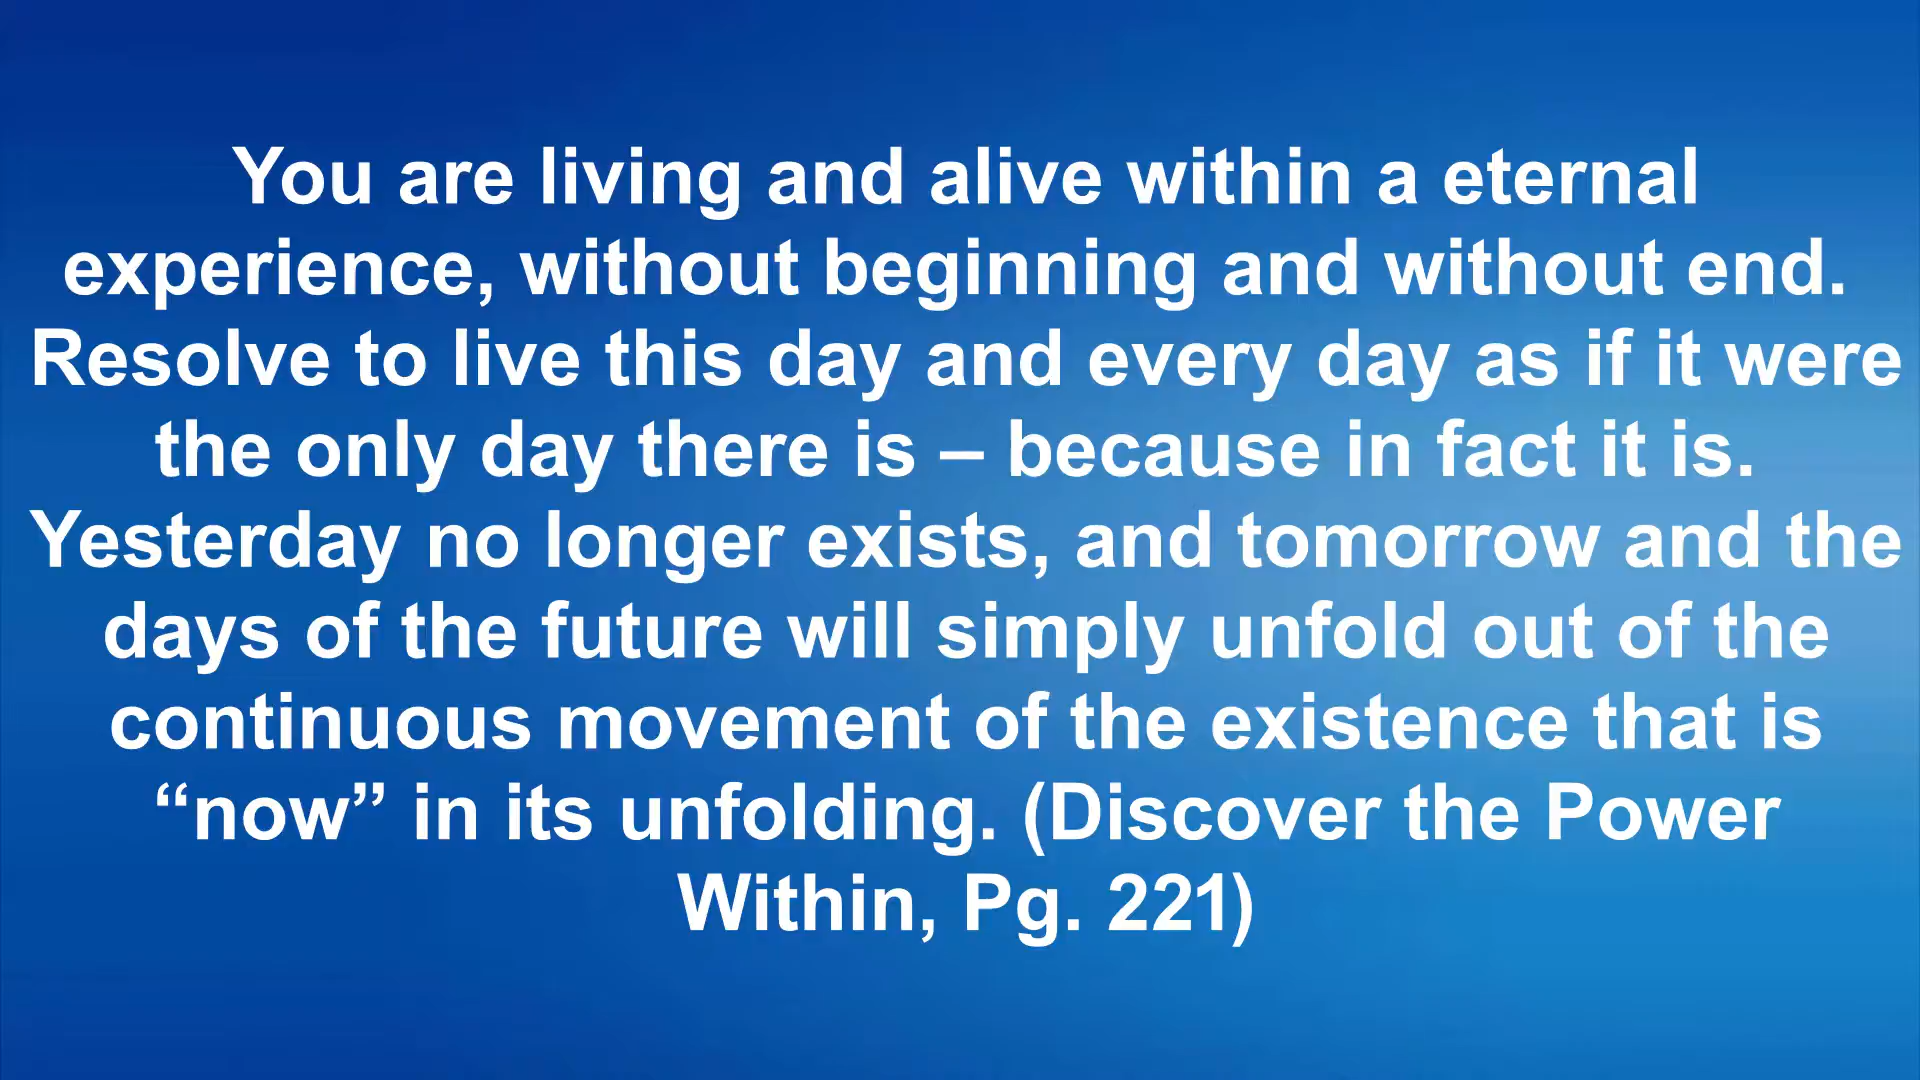 You are living and alive within a eternal
experience, without beginning and without end.
Resolve to live this day and every day as if it were
the only day there is – because in fact it is.
Yesterday no longer exists, and tomorrow and the
days of the future will simply unfold out of the
continuous movement of the existence that is
“now” in its unfolding. (Discover the Power
Within, Pg. 221)